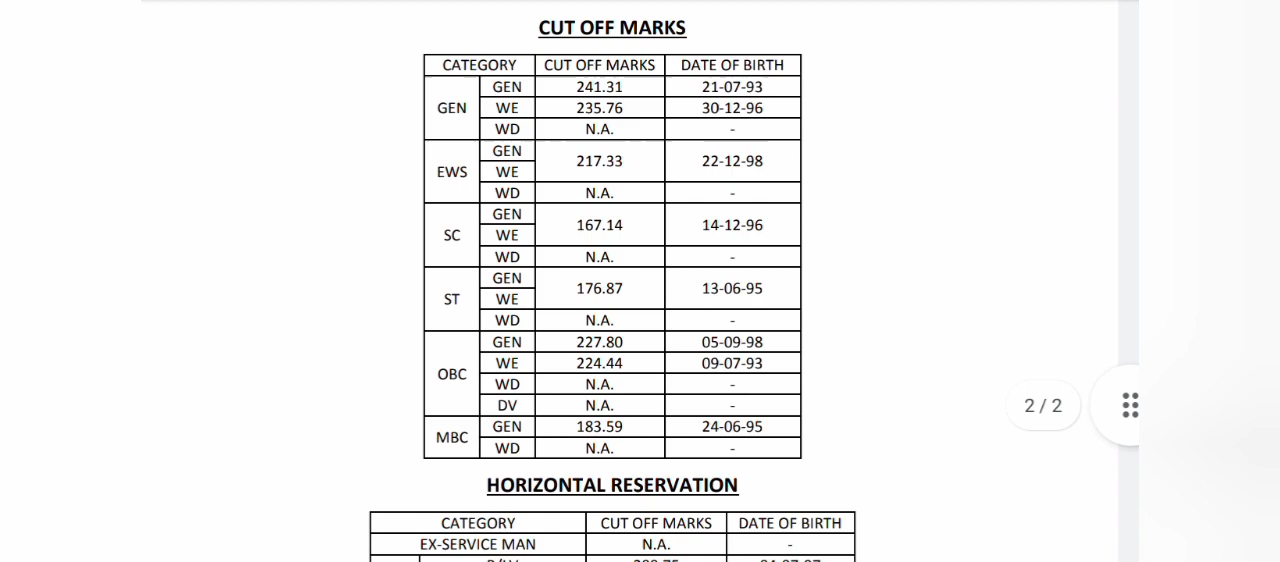 CUT OFF MARKS
CATEGORY CUT OFF MARKS DATE OF BIRTH
GEN GEN 241.31 21-07-93
WE 235.76 30-12-96
WD N.A. -
EWS GEN 217.33 22-12-98
WE
WD N.A. -
SC GEN 167.14 14-12-96
WE
WD N.A. -
ST GEN 176.87 13-06-95
WE
WD N.A. -
OBC GEN 227.80 05-09-98
WE 224.44 09-07-93
WD N.A. -
DV N.A. -
MBC GEN 183.59 24-06-95
WD N.A. -
2 / 2
HORIZONTAL RESERVATION
CATEGORY CUT OFF MARKS DATE OF BIRTH
EX-SERVICE MAN N.A. -